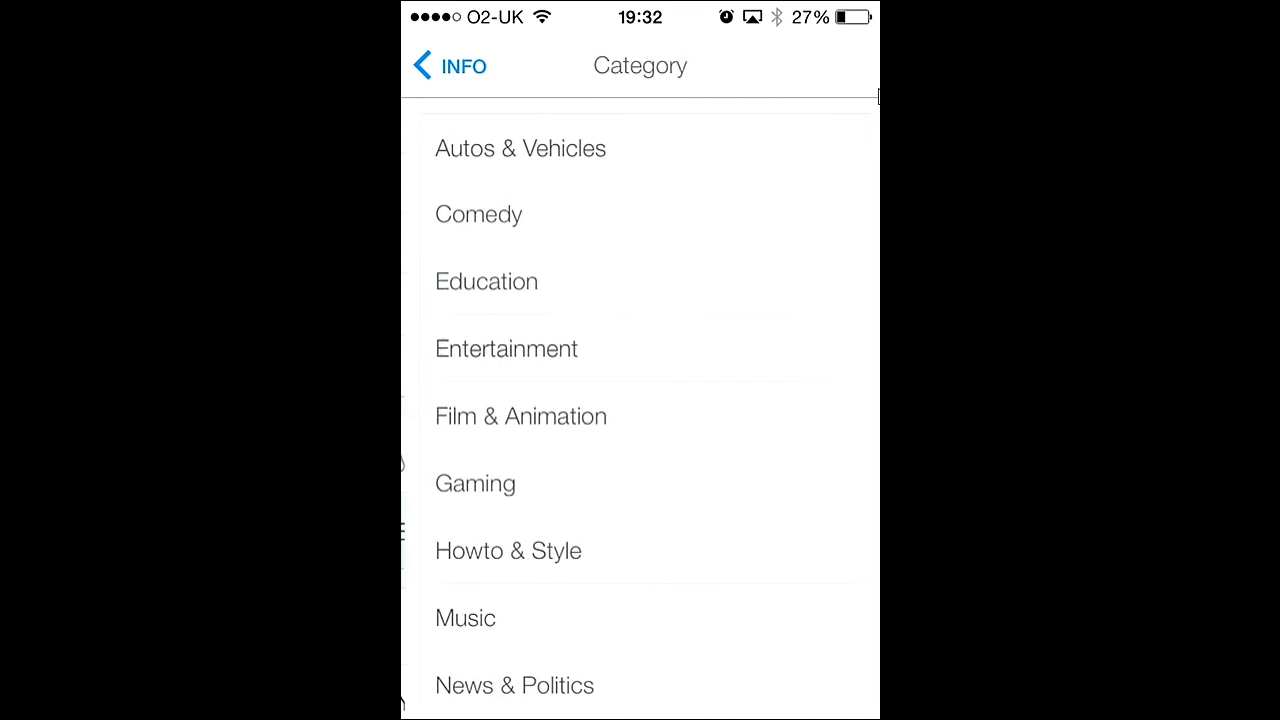 O2-UK 19:32 27%
INFO Category
Autos & Vehicles
Comedy
Education
Entertainment
Film & Animation
Gaming
Howto & Style
Music
News & Politics